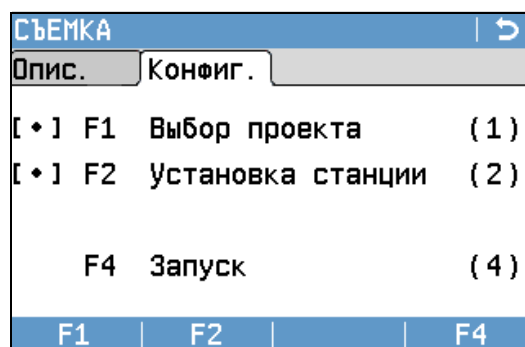 СЪЕМКА
Опис. Конфиг.
[•] F1 Выбор проекта (1)
[•] F2 Установка станции (2)
F4 Запуск (4)
F1 F2 F4